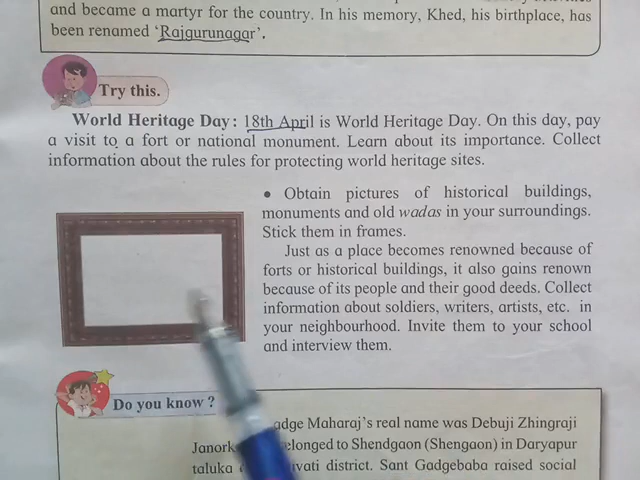 and became a martyr for the country. In his memory, Khed, his birthplace, has
been renamed 'Rajgurunagar'.
Try this.
World Heritage Day : 18th April is World Heritage Day. On this day, pay
a visit to a fort or national monument. Learn about its importance. Collect
information about the rules for protecting world heritage sites.
• Obtain pictures of historical buildings,
monuments and old wadas in your surroundings.
Stick them in frames.
Just as a place becomes renowned because of
forts or historical buildings, it also gains renown
because of its people and their good deeds. Collect
information about soldiers, writers, artists, etc. in
your neighbourhood. Invite them to your school
and interview them.
Do you know ?
Maharaj's real name was Debuji Zhingraji
to Shendgaon (Shengaon) in Daryapur
taluka district. Sant Gadgebaba raised social